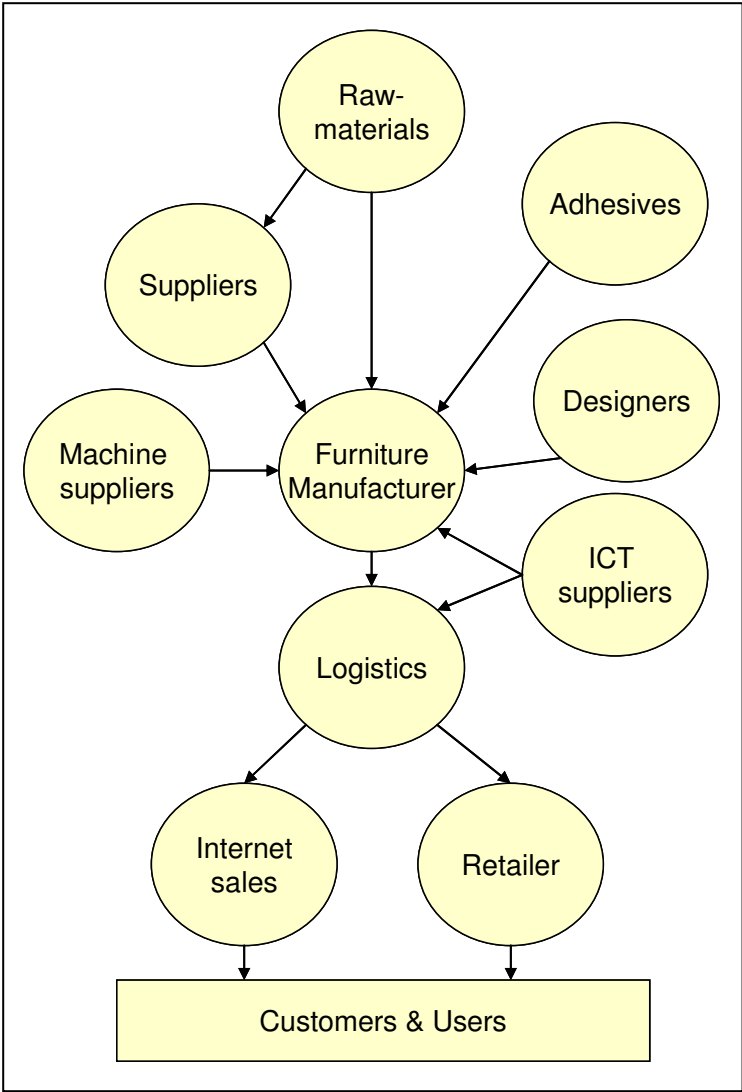 Raw-
materials
Adhesives
Suppliers
Designers
Machine
suppliers
Furniture
Manufacturer
ICT
suppliers
Logistics
Internet
sales
Retailer
Customers & Users